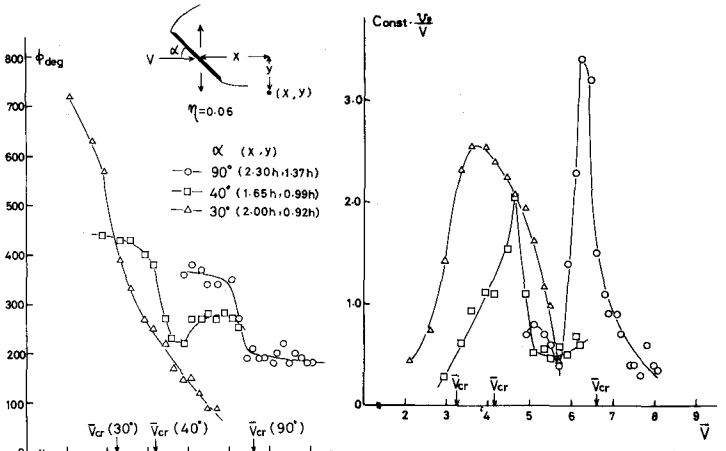 800
700
600
500
400
300
200
100
ϕdeg
V
α
X
y
(X, y)
η=0.06
α (X, y)
90° (2.30h, 1.37h)
40° (1.65h, 0.99h)
30° (2.00h, 0.92h)
V̄cr (30°)
V̄cr (40°)
V̄cr (90°)
Const·
V
3.0
2.0
1.0
V̄cr
V̄cr
V̄cr
2 3 4 5 6 7 8 9
V̄